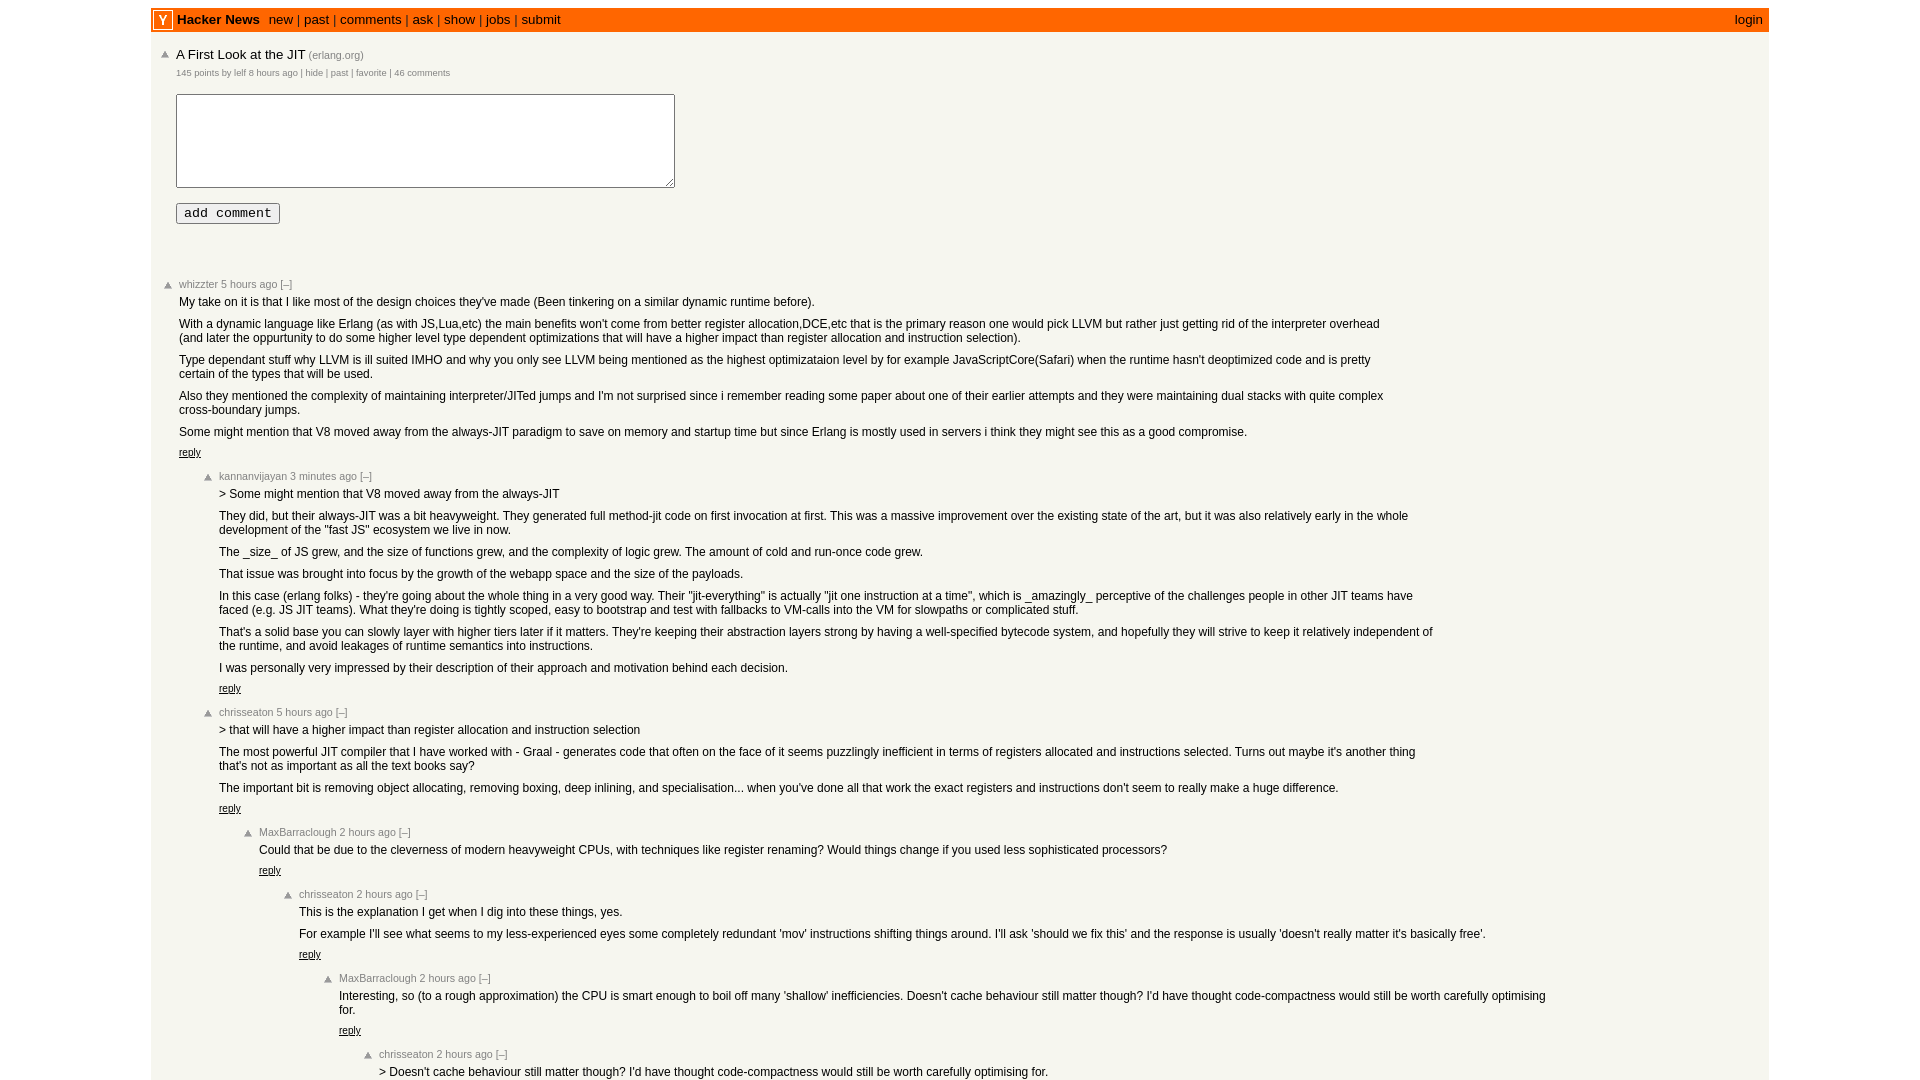 Y Hacker News new | past | comments | ask | show | jobs | submit login
A First Look at the JIT (erlang.org)
145 points by lelf 8 hours ago | hide | past | favorite | 46 comments
add comment
whizzter 5 hours ago [–]
My take on it is that I like most of the design choices they've made (Been tinkering on a similar dynamic runtime before).
With a dynamic language like Erlang (as with JS,Lua,etc) the main benefits won't come from better register allocation,DCE,etc that is the primary reason one would pick LLVM but rather just getting rid of the interpreter overhead
(and later the oppurtunity to do some higher level type dependent optimizations that will have a higher impact than register allocation and instruction selection).
Type dependant stuff why LLVM is ill suited IMHO and why you only see LLVM being mentioned as the highest optimizataion level by for example JavaScriptCore(Safari) when the runtime hasn't deoptimized code and is pretty
certain of the types that will be used.
Also they mentioned the complexity of maintaining interpreter/JITed jumps and I'm not surprised since i remember reading some paper about one of their earlier attempts and they were maintaining dual stacks with quite complex
cross-boundary jumps.
Some might mention that V8 moved away from the always-JIT paradigm to save on memory and startup time but since Erlang is mostly used in servers i think they might see this as a good compromise.
reply
kannanvijayan 3 minutes ago [–]
> Some might mention that V8 moved away from the always-JIT
They did, but their always-JIT was a bit heavyweight. They generated full method-jit code on first invocation at first. This was a massive improvement over the existing state of the art, but it was also relatively early in the whole
development of the "fast JS" ecosystem we live in now.
The _size_ of JS grew, and the size of functions grew, and the complexity of logic grew. The amount of cold and run-once code grew.
That issue was brought into focus by the growth of the webapp space and the size of the payloads.
In this case (erlang folks) - they're going about the whole thing in a very good way. Their "jit-everything" is actually "jit one instruction at a time", which is _amazingly_ perceptive of the challenges people in other JIT teams have
faced (e.g. JS JIT teams). What they're doing is tightly scoped, easy to bootstrap and test with fallbacks to VM-calls into the VM for slowpaths or complicated stuff.
That's a solid base you can slowly layer with higher tiers later if it matters. They're keeping their abstraction layers strong by having a well-specified bytecode system, and hopefully they will strive to keep it relatively independent of
the runtime, and avoid leakages of runtime semantics into instructions.
I was personally very impressed by their description of their approach and motivation behind each decision.
reply
chrisseaton 5 hours ago [–]
> that will have a higher impact than register allocation and instruction selection
The most powerful JIT compiler that I have worked with - Graal - generates code that often on the face of it seems puzzlingly inefficient in terms of registers allocated and instructions selected. Turns out maybe it's another thing
that's not as important as all the text books say?
The important bit is removing object allocating, removing boxing, deep inlining, and specialisation... when you've done all that work the exact registers and instructions don't seem to really make a huge difference.
reply
MaxBarraclough 2 hours ago [–]
Could that be due to the cleverness of modern heavyweight CPUs, with techniques like register renaming? Would things change if you used less sophisticated processors?
reply
chrisseaton 2 hours ago [–]
This is the explanation I get when I dig into these things, yes.
For example I'll see what seems to my less-experienced eyes some completely redundant 'mov' instructions shifting things around. I'll ask 'should we fix this' and the response is usually 'doesn't really matter it's basically free'.
reply
MaxBarraclough 2 hours ago [–]
Interesting, so (to a rough approximation) the CPU is smart enough to boil off many 'shallow' inefficiencies. Doesn't cache behaviour still matter though? I'd have thought code-compactness would still be worth carefully optimising
for.
reply
chrisseaton 2 hours ago [–]
> Doesn't cache behaviour still matter though? I'd have thought code-compactness would still be worth carefully optimising for.